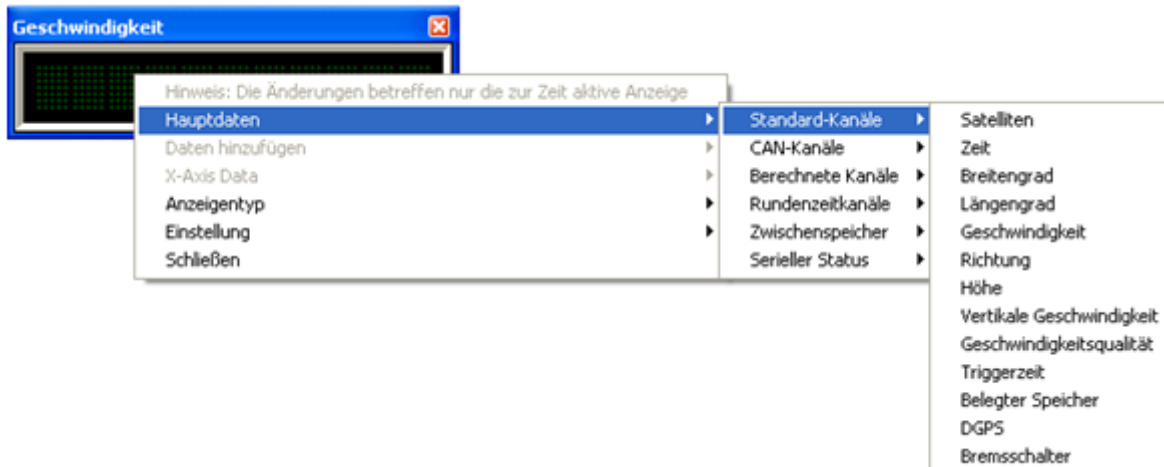 Geschwindigkeit
Hinweis: Die Änderungen betreffen nur die zur Zeit aktive Anzeige
Hauptdaten
Daten hinzufügen
X-Axis Data
Anzeigentyp
Einstellung
Schließen
Standard-Kanäle
CAN-Kanäle
Berechnete Kanäle
Rundenzeitkanäle
Zwischenspeicher
Serieller Status
Satelliten
Zeit
Breitengrad
Längengrad
Geschwindigkeit
Richtung
Höhe
Vertikale Geschwindigkeit
Geschwindigkeitsqualität
Triggerzeit
Belegter Speicher
DGPS
Bremsschalter